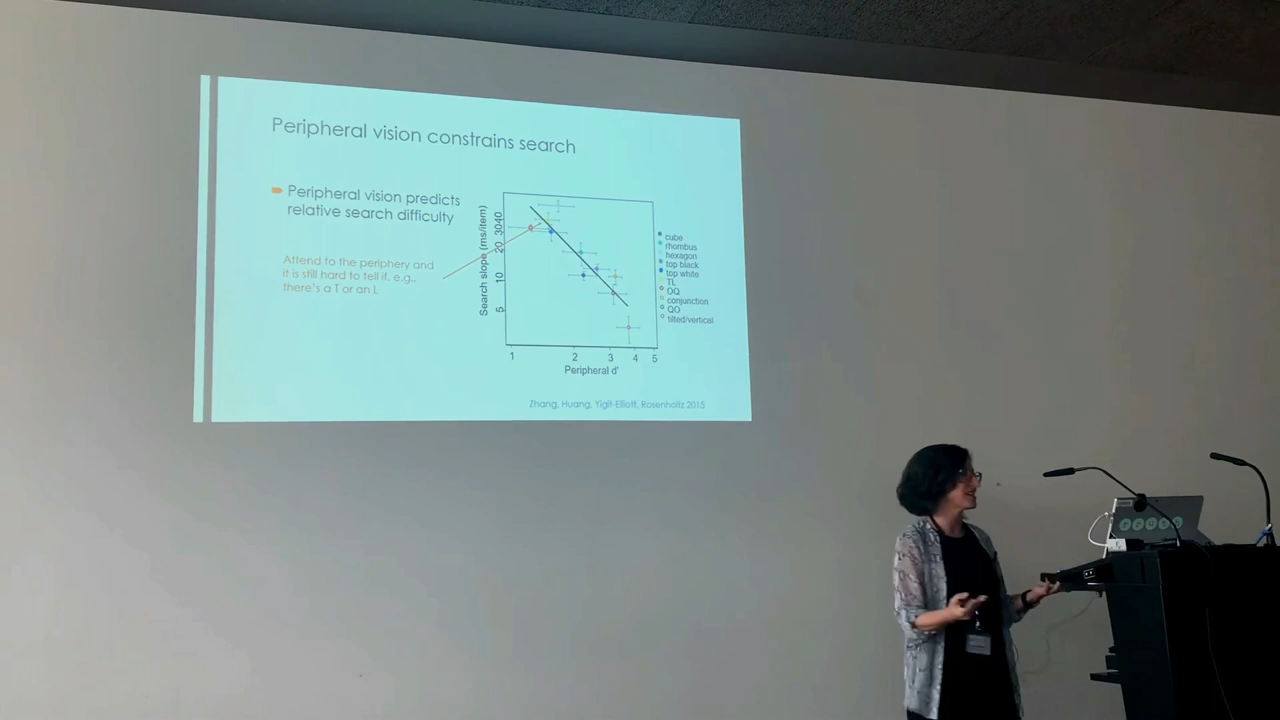 Peripheral vision constrains search
Peripheral vision predicts
relative search difficulty
Attend to the periphery and
it is still hard to tell if, e.g.,
there's a T or an L
Search slope (ms/item)
5
10
20
30
40
1
2
3
4
5
Peripheral d'
cube
rhombus
hexagon
top black
top white
TL
OQ
conjunction
QO
tilted/vertical
Zhang, Huang, Yigit-Elliott, Rosenholtz 2015